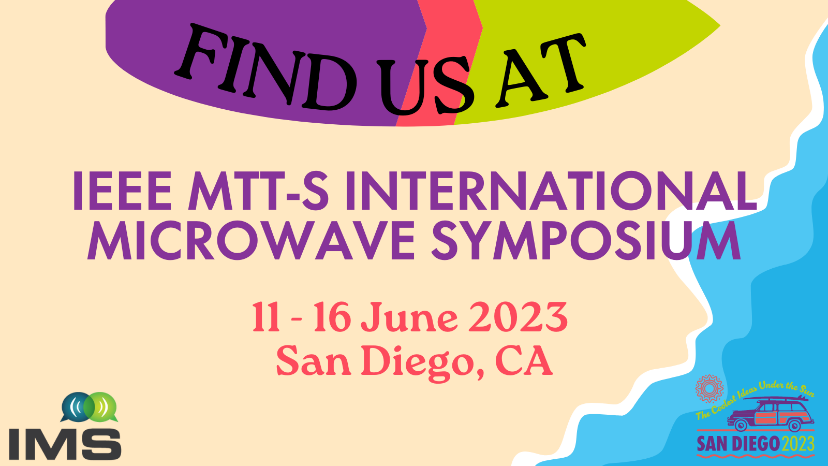 FIND US AT
IEEE MTT-S INTERNATIONAL
MICROWAVE SYMPOSIUM
11 - 16 June 2023
San Diego, CA
IMS
The Coolest Ideas Under the Sun
SAN DIEGO 2023